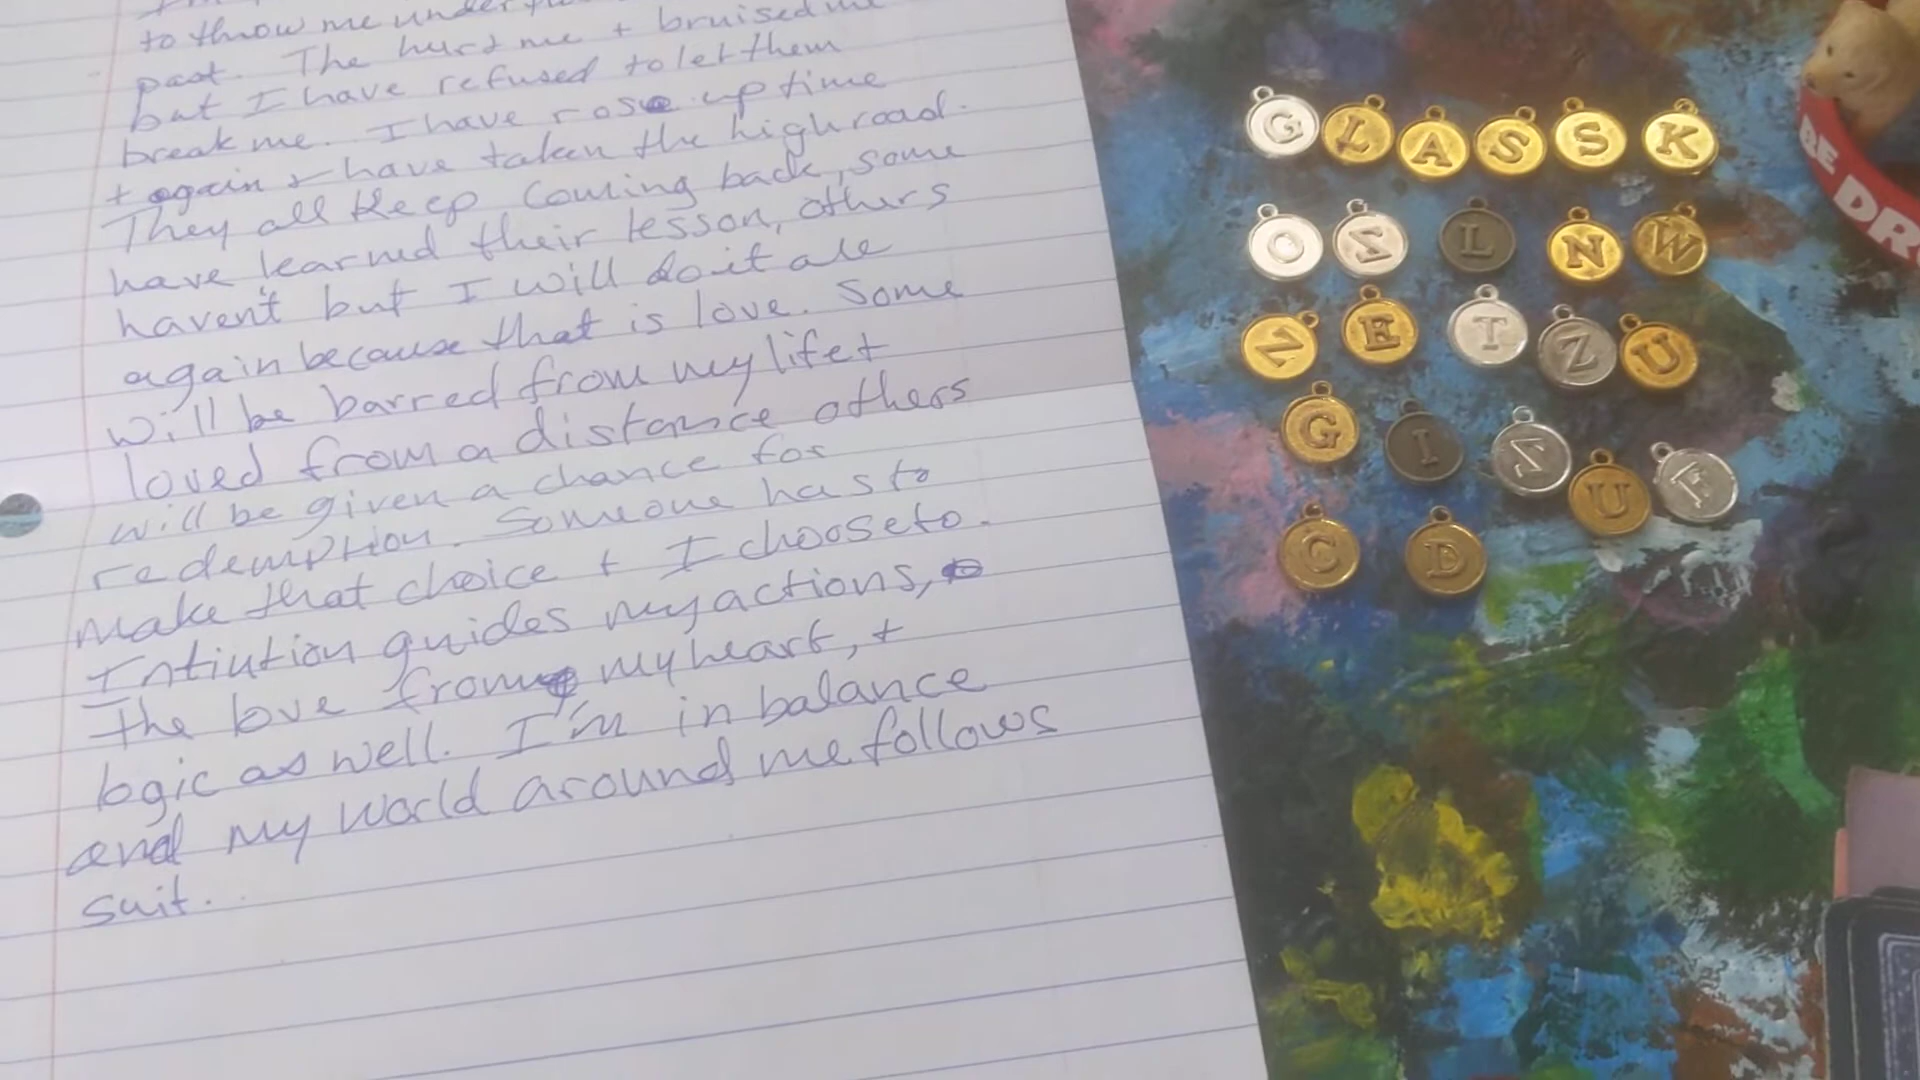 to throw me under
past. The hurt me + bruised me
but I have refused to let them
break me. I have rose up time
+ again + have taken the high road.
They all keep coming back, some
have learned their lesson, others
haven't but I will do it all
again because that is love. Some
will be barred from my life +
loved from a distance others
will be given a chance for
redemption. Someone has to
make that choice + I choose to.
Intiution guides my actions,
the love from my heart, +
logic as well. I'm in balance
and my world around me follows
suit.
G L A S S K
O Z L N W
N E T Z U
G I Z U F
C D
BE DR